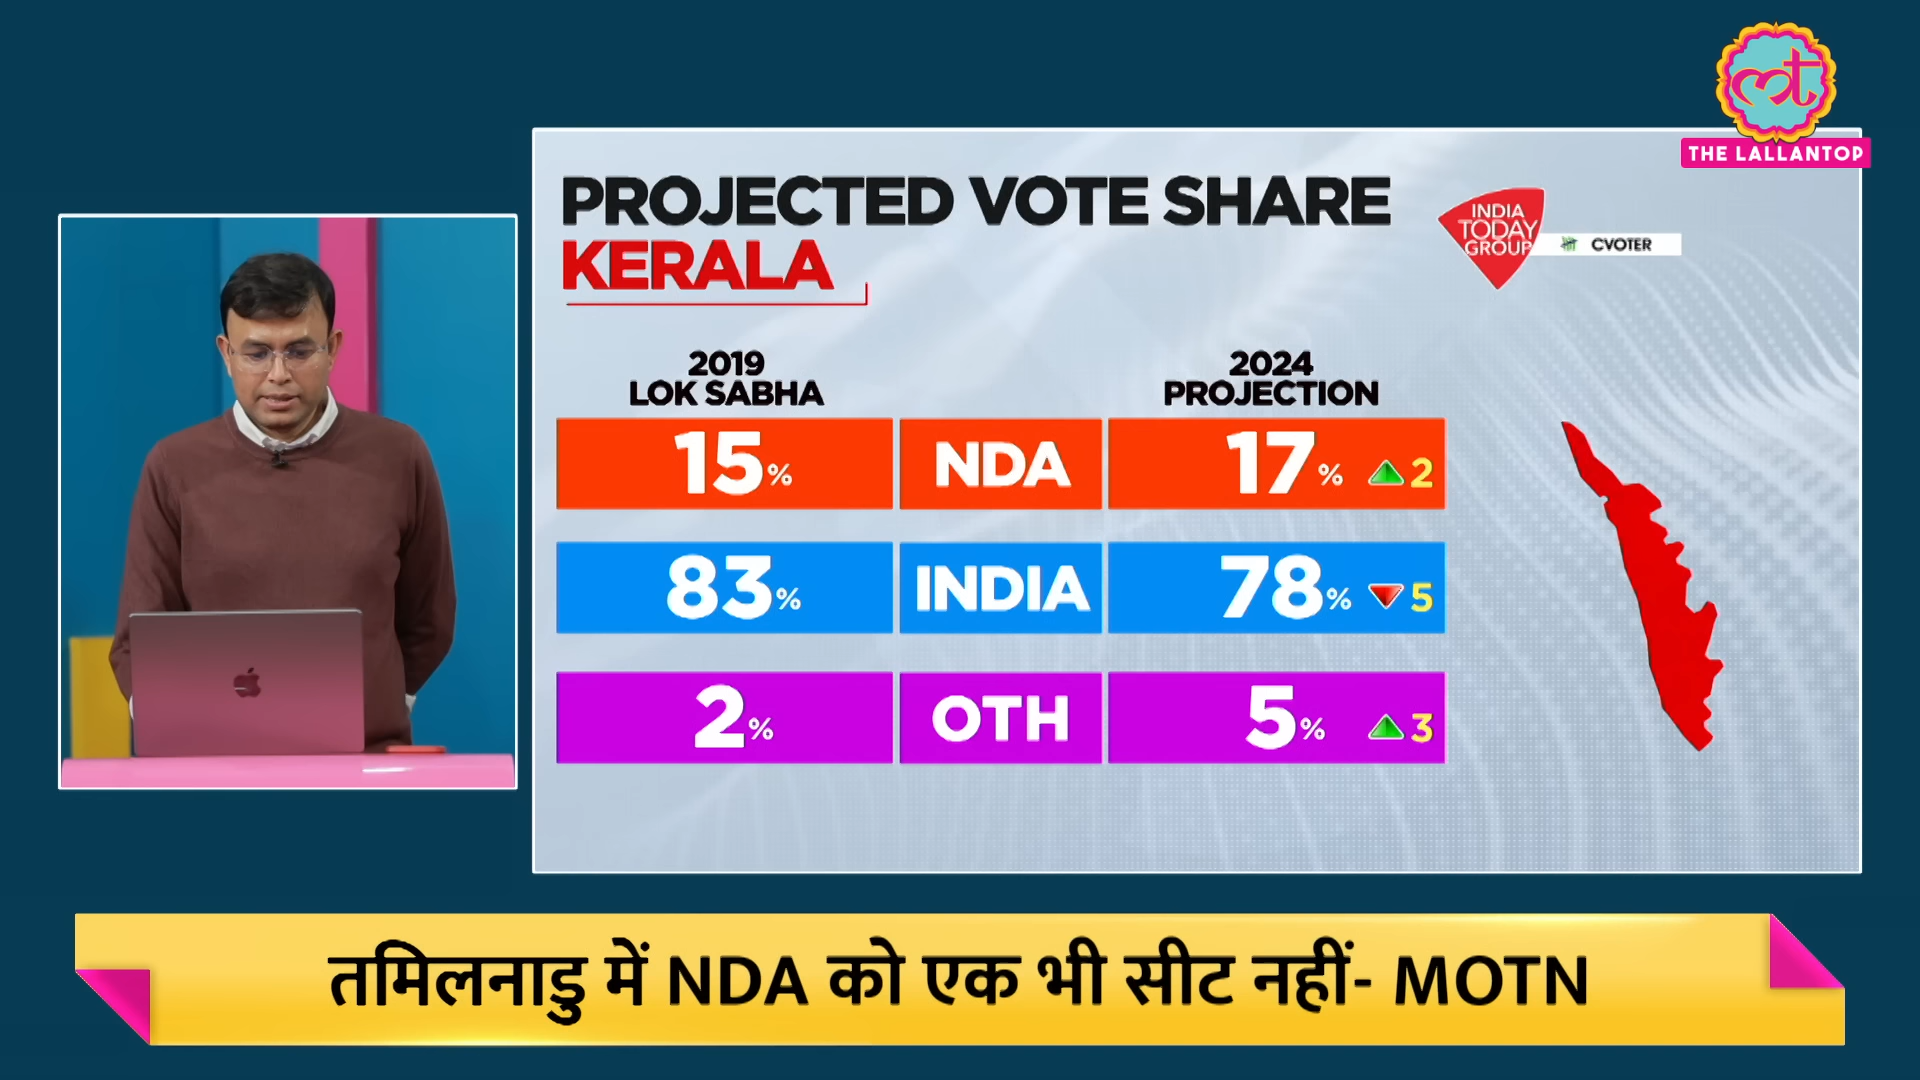 THE LALLANTOP
PROJECTED VOTE SHARE
KERALA
INDIA
TODAY
GROUP
CVOTER
2019
LOK SABHA
2024
PROJECTION
15% NDA 17% 2
83% INDIA 78% 5
2% OTH 5% 3
तमिलनाडु में NDA को एक भी सीट नहीं- MOTN